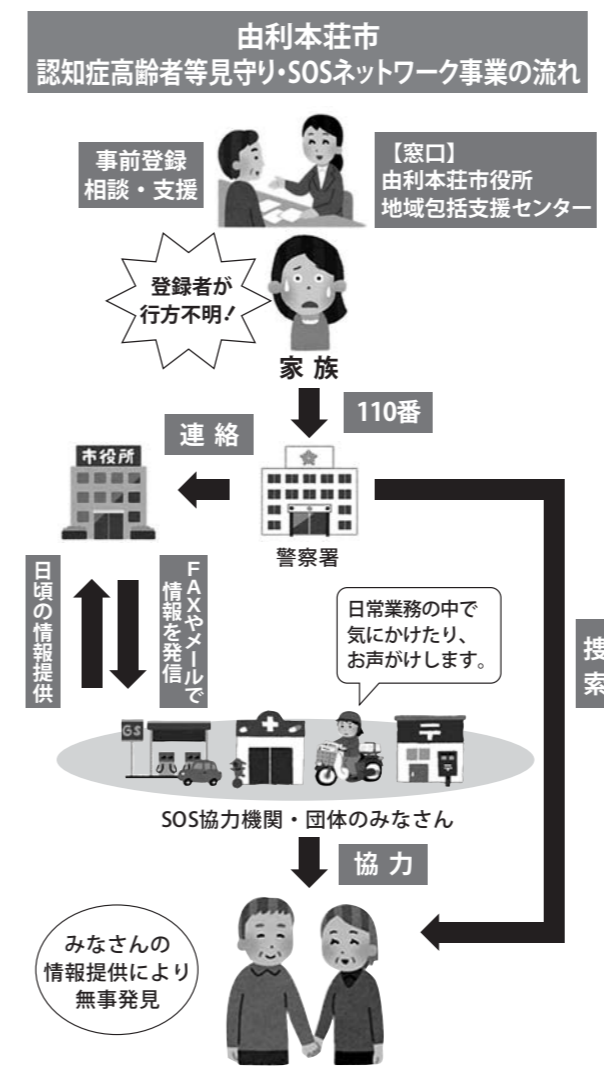 由利本荘市
認知症高齢者等見守り・SOSネットワーク事業の流れ
事前登録
相談・支援
【窓口】
由利本荘市役所
地域包括支援センター
登録者が
行方不明！
家族
110番
連絡
市役所
警察署
日頃の情報提供
FAXやメールで
情報を発信
日常業務の中で
気にかけたり、
お声がけします。
捜索
GS
〒
SOS協力機関・団体のみなさん
協力
みなさんの
情報提供により
無事発見